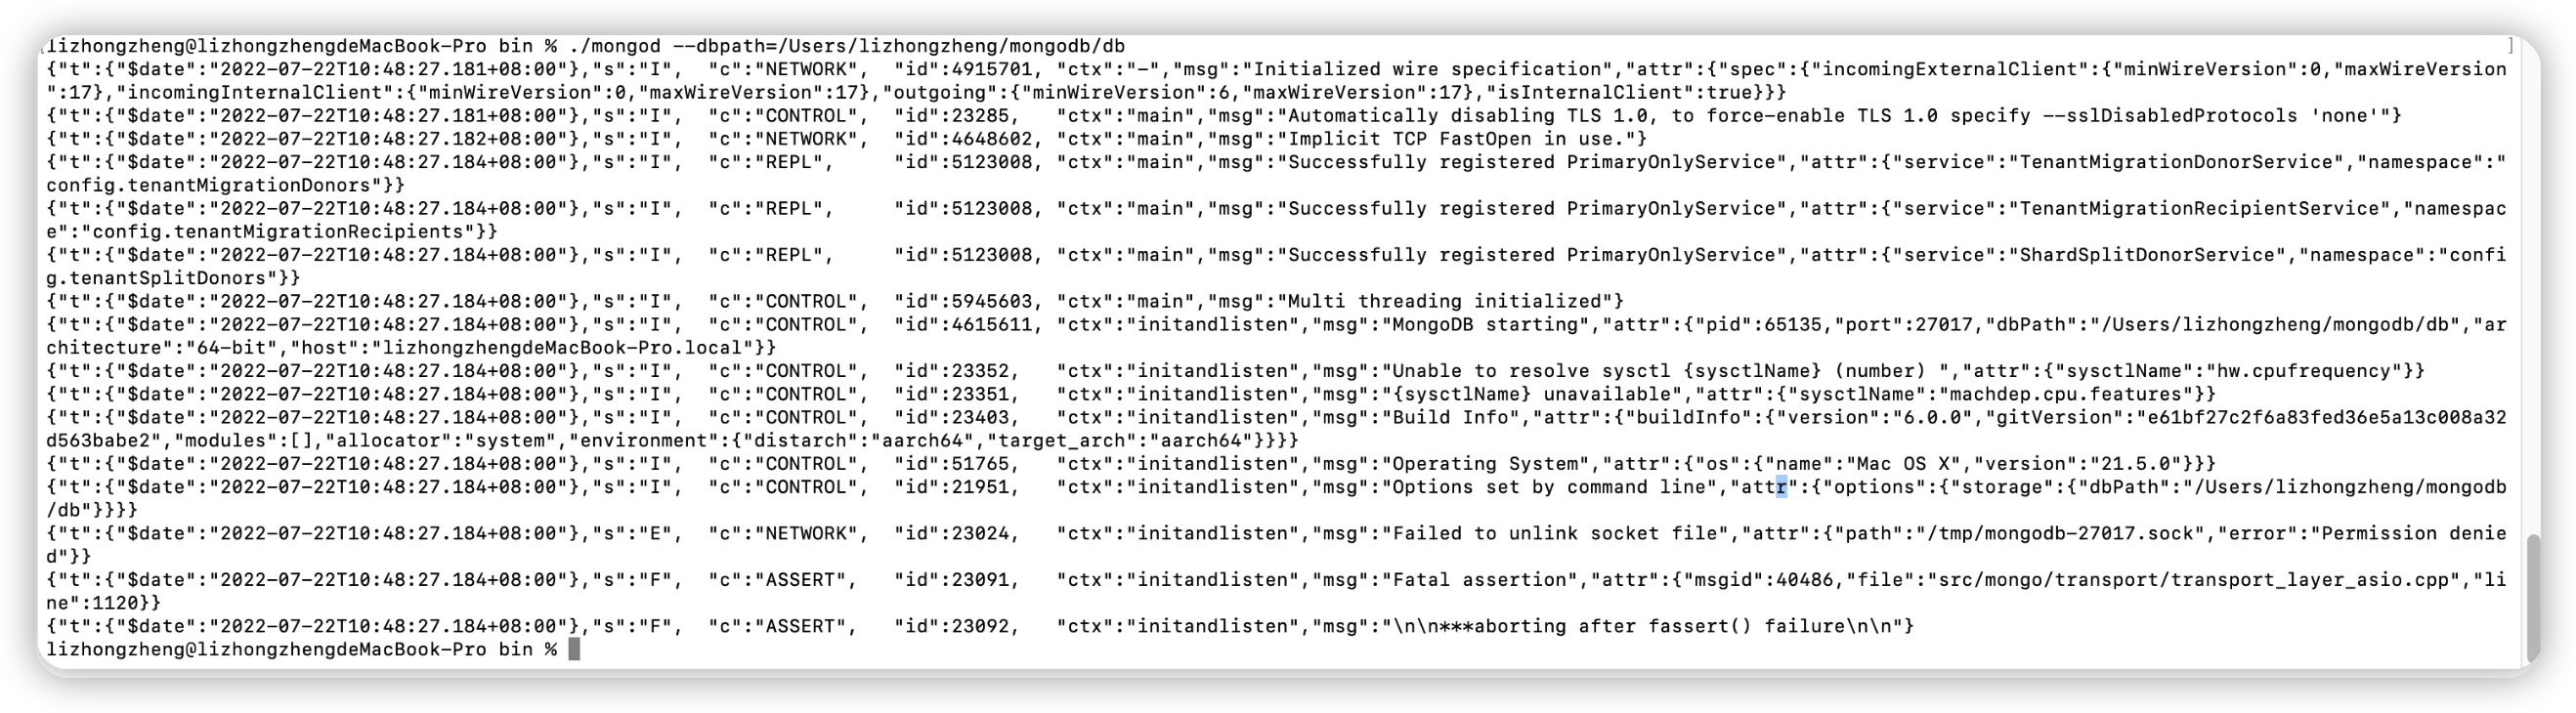 lizhongzheng@lizhongzhengdeMacBook-Pro bin % ./mongod --dbpath=/Users/lizhongzheng/mongodb/db
{"t":{"$date":"2022-07-22T10:48:27.181+08:00"},"s":"I",  "c":"NETWORK",  "id":4915701, "ctx":"-","msg":"Initialized wire specification","attr":{"spec":{"incomingExternalClient":{"minWireVersion":0,"maxWireVersion
":17},"incomingInternalClient":{"minWireVersion":0,"maxWireVersion":17},"outgoing":{"minWireVersion":6,"maxWireVersion":17},"isInternalClient":true}}}
{"t":{"$date":"2022-07-22T10:48:27.181+08:00"},"s":"I",  "c":"CONTROL",  "id":23285,   "ctx":"main","msg":"Automatically disabling TLS 1.0, to force-enable TLS 1.0 specify --sslDisabledProtocols 'none'"}
{"t":{"$date":"2022-07-22T10:48:27.182+08:00"},"s":"I",  "c":"NETWORK",  "id":4648602, "ctx":"main","msg":"Implicit TCP FastOpen in use."}
{"t":{"$date":"2022-07-22T10:48:27.184+08:00"},"s":"I",  "c":"REPL",     "id":5123008, "ctx":"main","msg":"Successfully registered PrimaryOnlyService","attr":{"service":"TenantMigrationDonorService","namespace":"
config.tenantMigrationDonors"}}
{"t":{"$date":"2022-07-22T10:48:27.184+08:00"},"s":"I",  "c":"REPL",     "id":5123008, "ctx":"main","msg":"Successfully registered PrimaryOnlyService","attr":{"service":"TenantMigrationRecipientService","namespac
e":"config.tenantMigrationRecipients"}}
{"t":{"$date":"2022-07-22T10:48:27.184+08:00"},"s":"I",  "c":"REPL",     "id":5123008, "ctx":"main","msg":"Successfully registered PrimaryOnlyService","attr":{"service":"ShardSplitDonorService","namespace":"confi
g.tenantSplitDonors"}}
{"t":{"$date":"2022-07-22T10:48:27.184+08:00"},"s":"I",  "c":"CONTROL",  "id":5945603, "ctx":"main","msg":"Multi threading initialized"}
{"t":{"$date":"2022-07-22T10:48:27.184+08:00"},"s":"I",  "c":"CONTROL",  "id":4615611, "ctx":"initandlisten","msg":"MongoDB starting","attr":{"pid":65135,"port":27017,"dbPath":"/Users/lizhongzheng/mongodb/db","ar
chitecture":"64-bit","host":"lizhongzhengdeMacBook-Pro.local"}}
{"t":{"$date":"2022-07-22T10:48:27.184+08:00"},"s":"I",  "c":"CONTROL",  "id":23352,   "ctx":"initandlisten","msg":"Unable to resolve sysctl {sysctlName} (number) ","attr":{"sysctlName":"hw.cpufrequency"}}
{"t":{"$date":"2022-07-22T10:48:27.184+08:00"},"s":"I",  "c":"CONTROL",  "id":23351,   "ctx":"initandlisten","msg":"{sysctlName} unavailable","attr":{"sysctlName":"machdep.cpu.features"}}
{"t":{"$date":"2022-07-22T10:48:27.184+08:00"},"s":"I",  "c":"CONTROL",  "id":23403,   "ctx":"initandlisten","msg":"Build Info","attr":{"buildInfo":{"version":"6.0.0","gitVersion":"e61bf27c2f6a83fed36e5a13c008a32
d563babe2","modules":[],"allocator":"system","environment":{"distarch":"aarch64","target_arch":"aarch64"}}}}
{"t":{"$date":"2022-07-22T10:48:27.184+08:00"},"s":"I",  "c":"CONTROL",  "id":51765,   "ctx":"initandlisten","msg":"Operating System","attr":{"os":{"name":"Mac OS X","version":"21.5.0"}}}
{"t":{"$date":"2022-07-22T10:48:27.184+08:00"},"s":"I",  "c":"CONTROL",  "id":21951,   "ctx":"initandlisten","msg":"Options set by command line","attr":{"options":{"storage":{"dbPath":"/Users/lizhongzheng/mongodb
/db"}}}}
{"t":{"$date":"2022-07-22T10:48:27.184+08:00"},"s":"E",  "c":"NETWORK",  "id":23024,   "ctx":"initandlisten","msg":"Failed to unlink socket file","attr":{"path":"/tmp/mongodb-27017.sock","error":"Permission denie
d"}}
{"t":{"$date":"2022-07-22T10:48:27.184+08:00"},"s":"F",  "c":"ASSERT",   "id":23091,   "ctx":"initandlisten","msg":"Fatal assertion","attr":{"msgid":40486,"file":"src/mongo/transport/transport_layer_asio.cpp","li
ne":1120}}
{"t":{"$date":"2022-07-22T10:48:27.184+08:00"},"s":"F",  "c":"ASSERT",   "id":23092,   "ctx":"initandlisten","msg":"\n\n***aborting after fassert() failure\n\n"}
lizhongzheng@lizhongzhengdeMacBook-Pro bin %